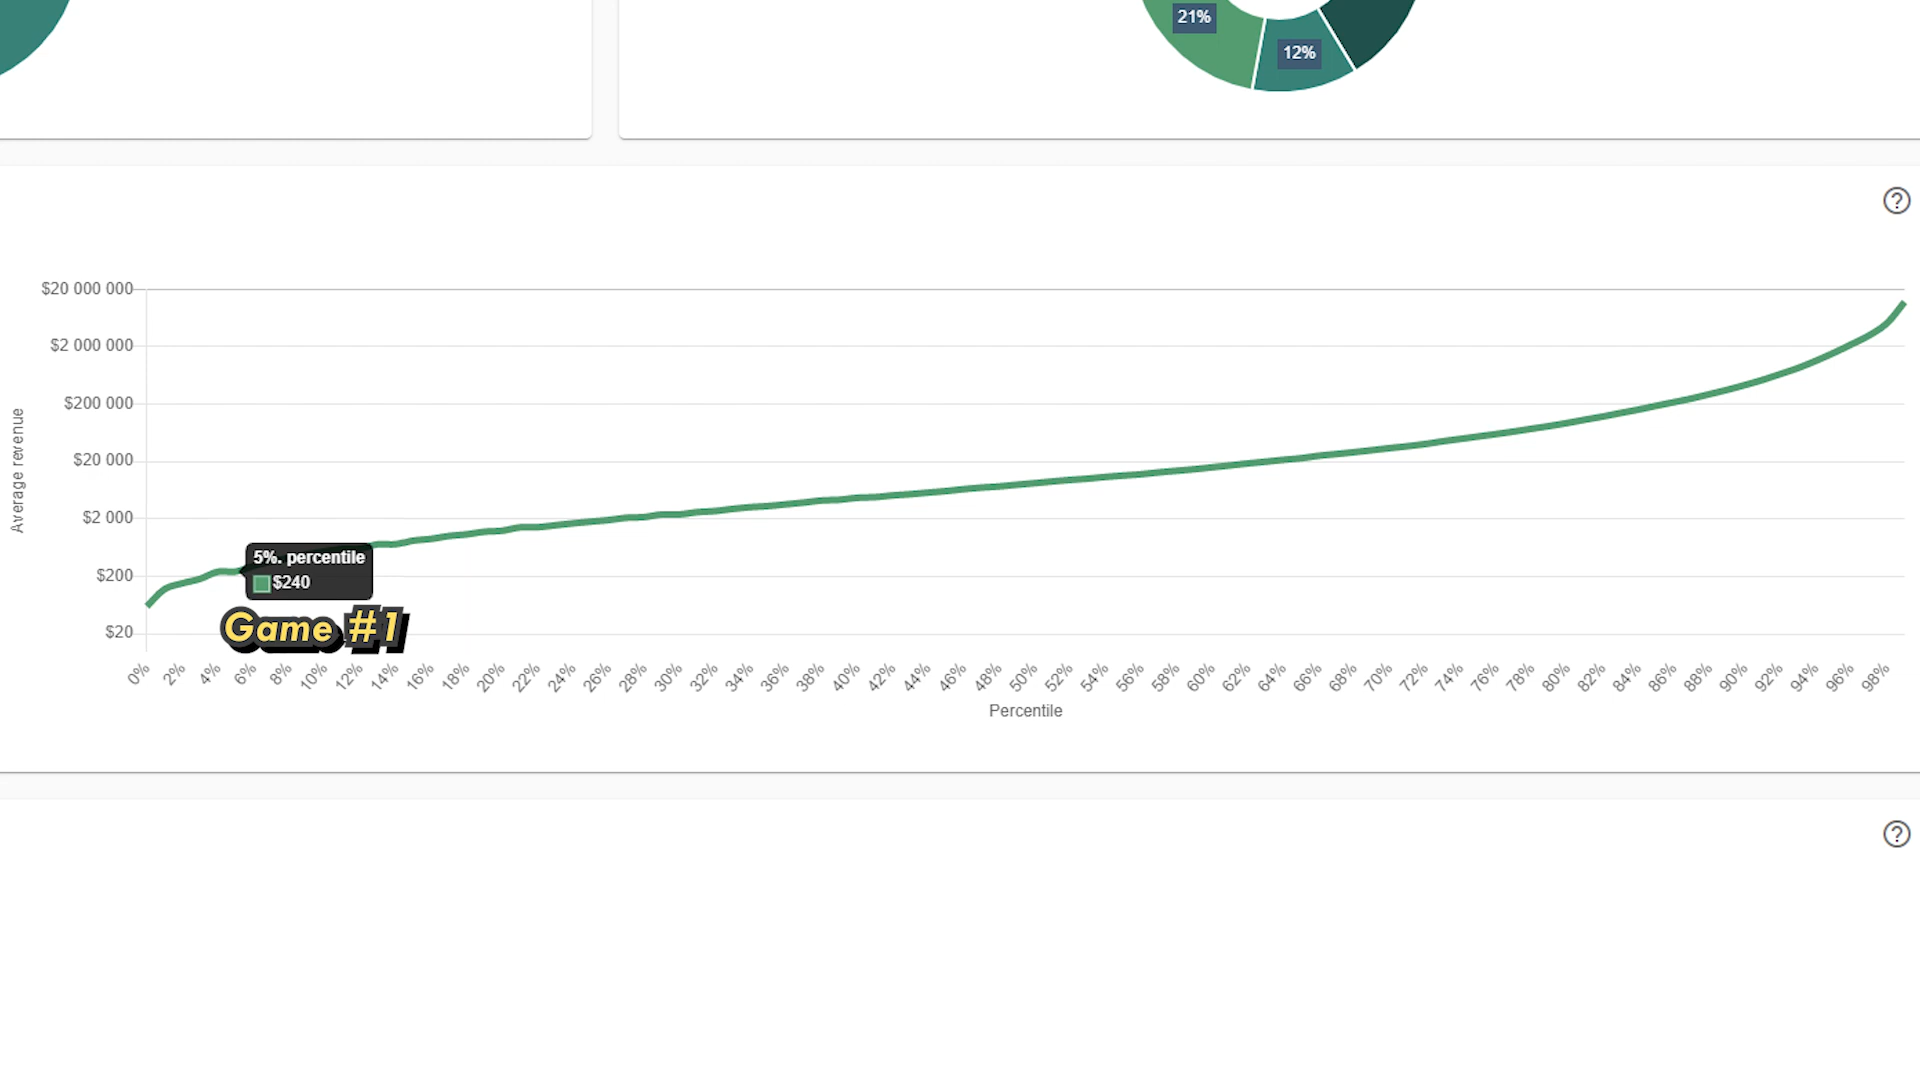 21%
12%
$20 000 000
$2 000 000
$200 000
$20 000
$2 000
$200
$20
Average revenue
5%. percentile
$240
Game #1
0% 2% 4% 6% 8% 10% 12% 14% 16% 18% 20% 22% 24% 26% 28% 30% 32% 34% 36% 38% 40% 42% 44% 46% 48% 50% 52% 54% 56% 58% 60% 62% 64% 66% 68% 70% 72% 74% 76% 78% 80% 82% 84% 86% 88% 90% 92% 94% 96% 98%
Percentile
?
?